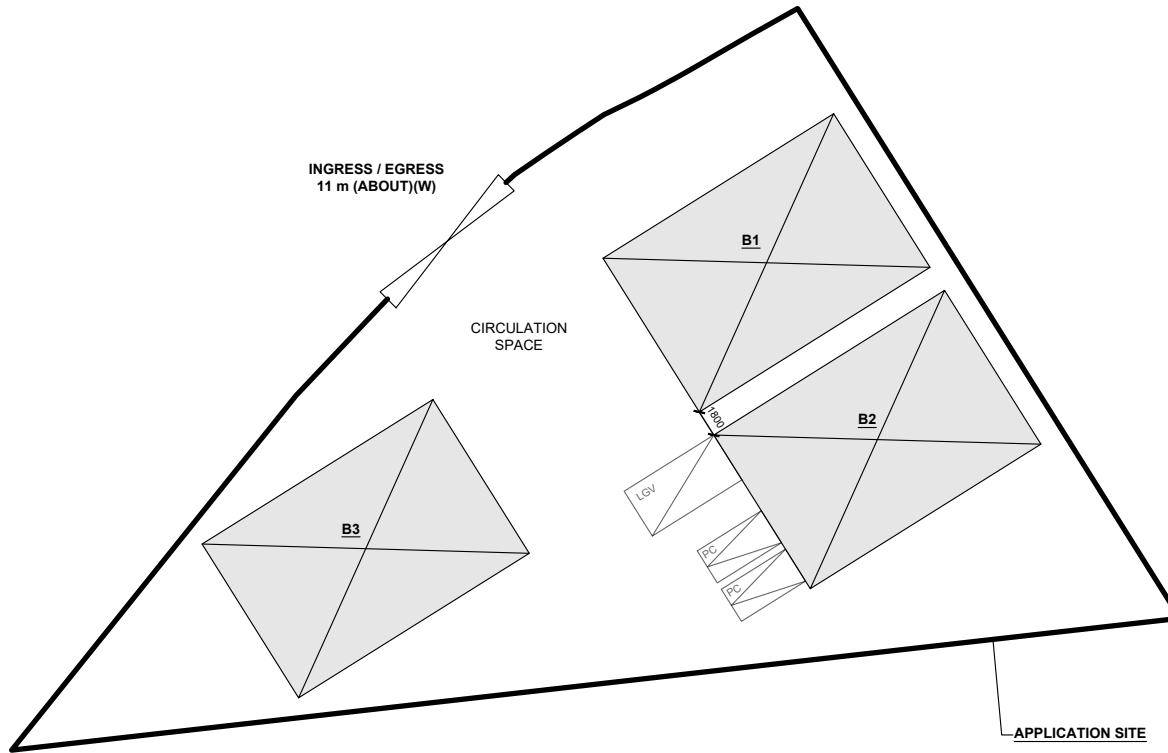 INGRESS / EGRESS
11 m (ABOUT)(W)
B1
CIRCULATION
SPACE
1800
B2
LGV
B3
PC
PC
APPLICATION SITE